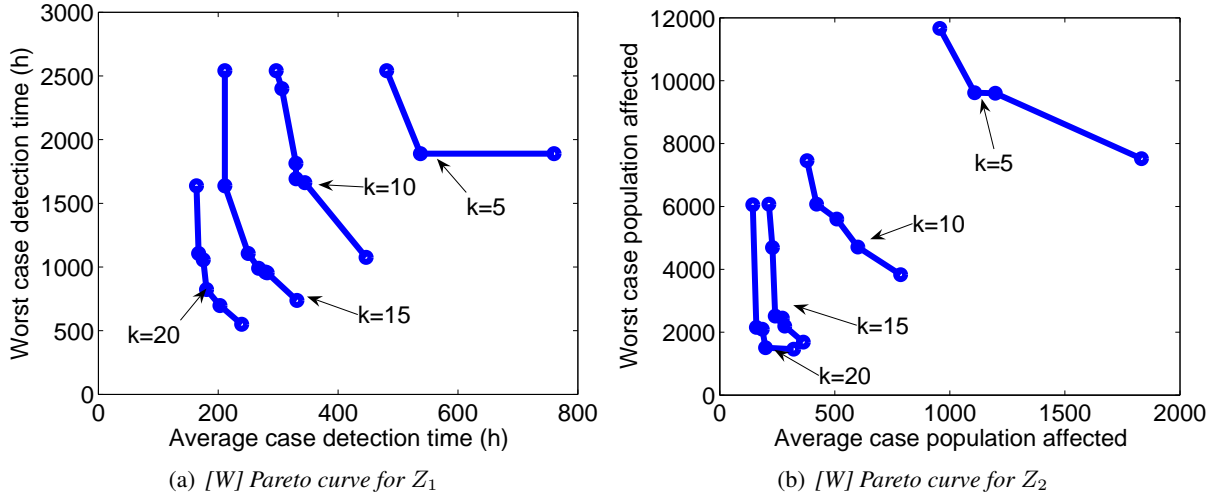 3000
2500
2000
1500
1000
500
0
0 200 400 600 800
Worst case detection time (h)
Average case detection time (h)
k=5
k=10
k=15
k=20
(a) [W] Pareto curve for Z1
12000
10000
8000
6000
4000
2000
0
0 500 1000 1500 2000
Worst case population affected
Average case population affected
k=5
k=10
k=15
k=20
(b) [W] Pareto curve for Z2